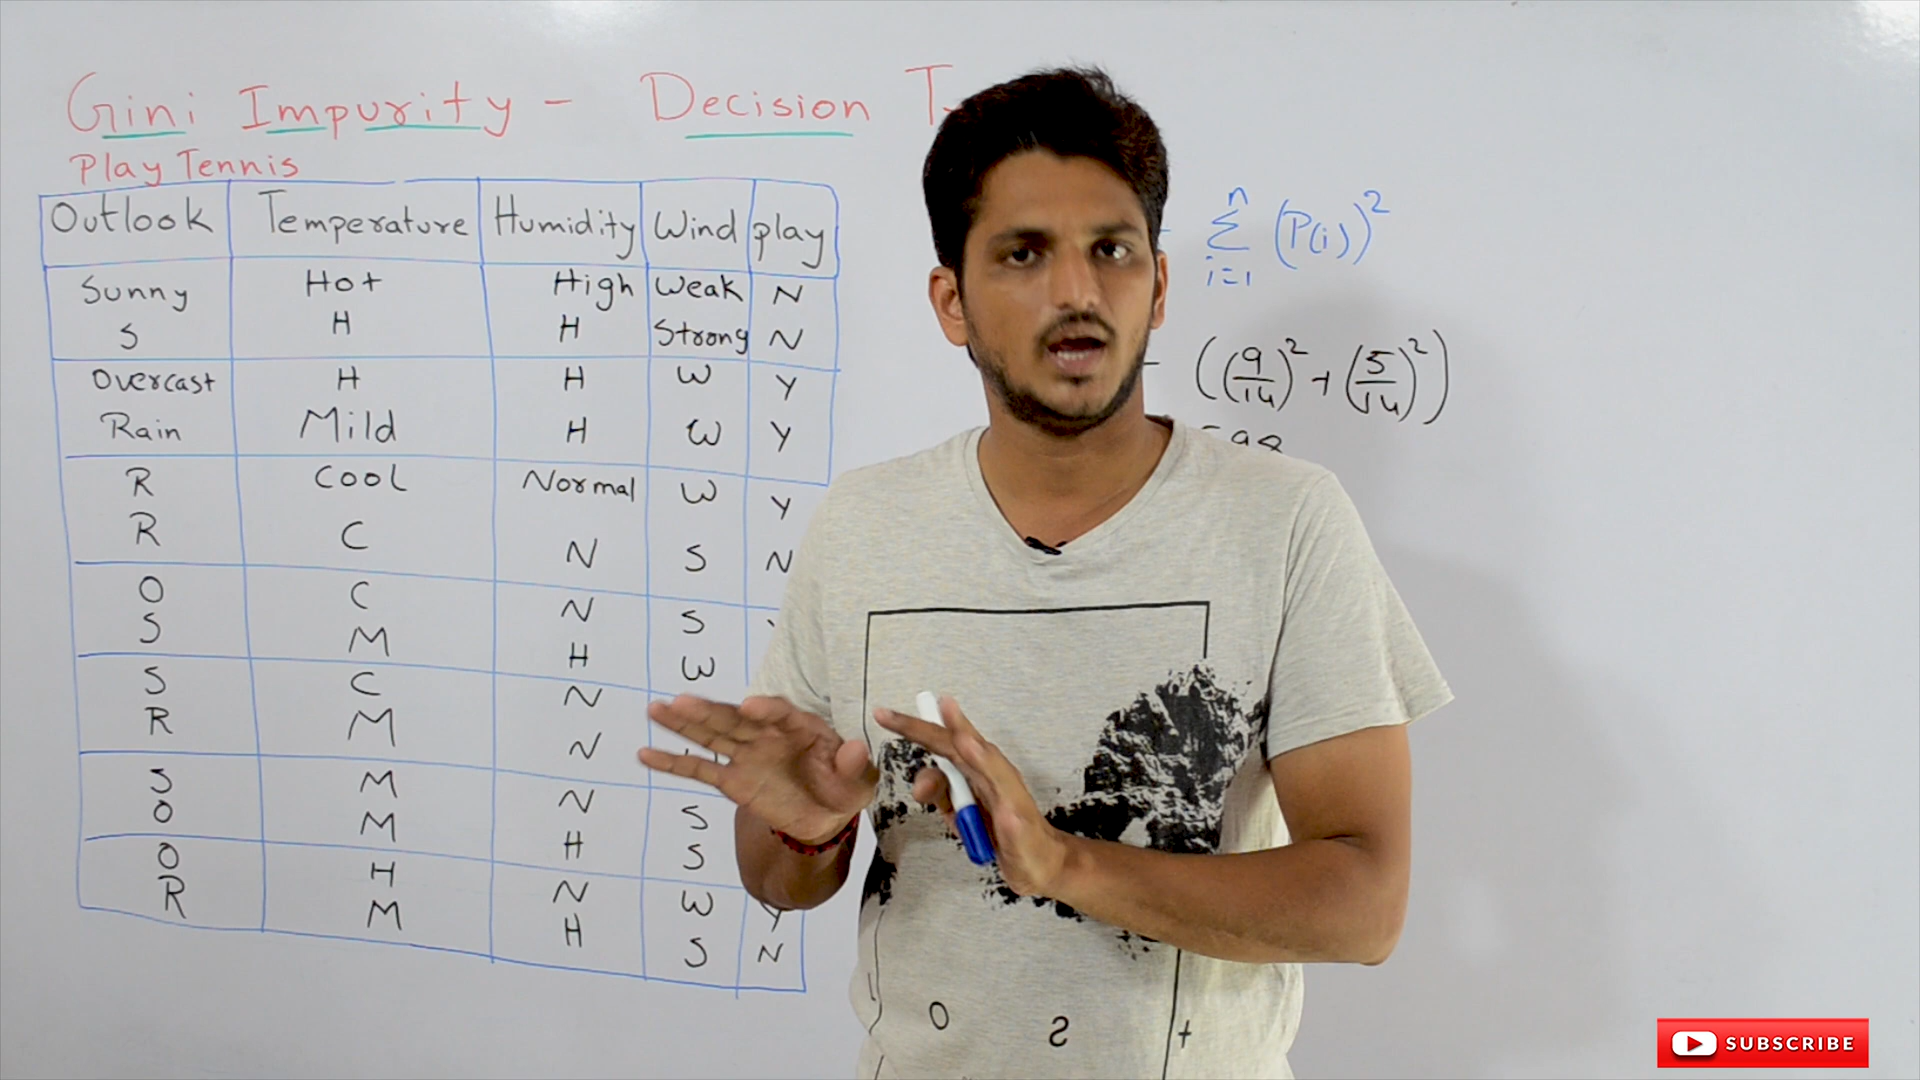 Gini Impurity - Decision T
Play Tennis
Outlook Temperature Humidity Wind play
Sunny Hot High Weak N
S H H Strong N
Overcast H H W Y
Rain Mild H W Y
R Cool Normal W Y
R C N S N
O C N S
S M H W
S C N
R M N
S M N S
O M H S
O H N W Y
R M H S N
n
Σ (P(i))²
i=1
- ((9/14)² + (5/14)²)
LOST
SUBSCRIBE